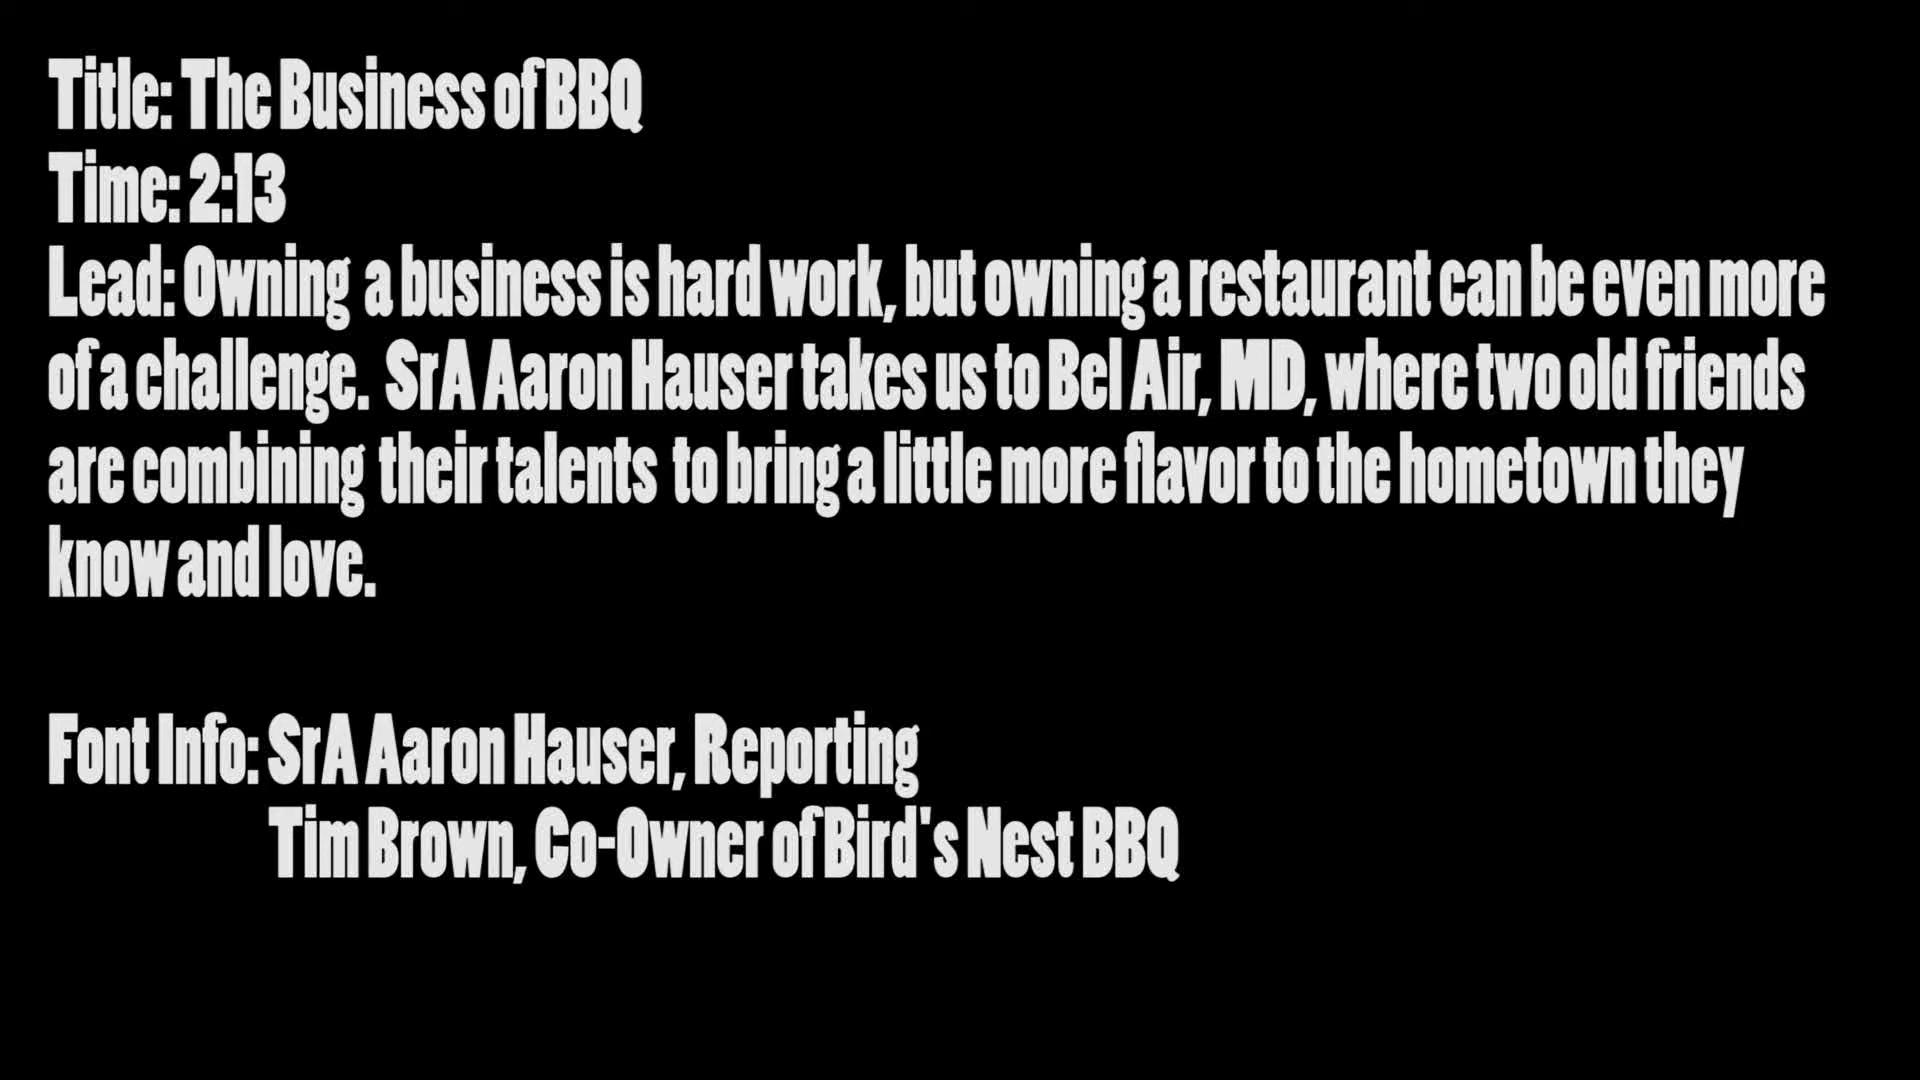 Title: The Business of BBQ
Time: 2:13
Lead: Owning a business is hard work, but owning a restaurant can be even more
of a challenge. SrA Aaron Hauser takes us to Bel Air, MD, where two old friends
are combining their talents to bring a little more flavor to the hometown they
know and love.
Font Info: SrA Aaron Hauser, Reporting
Tim Brown, Co-Owner of Bird's Nest BBQ